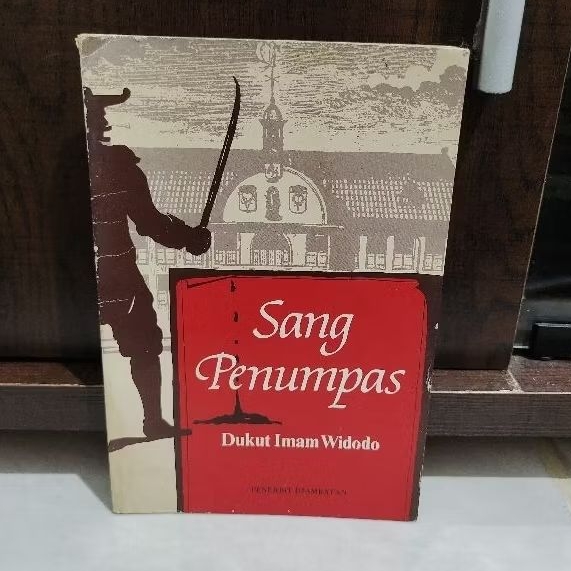 Sang
Penumpas
Dukut Imam Widodo
PENERBIT DJAMBATAN